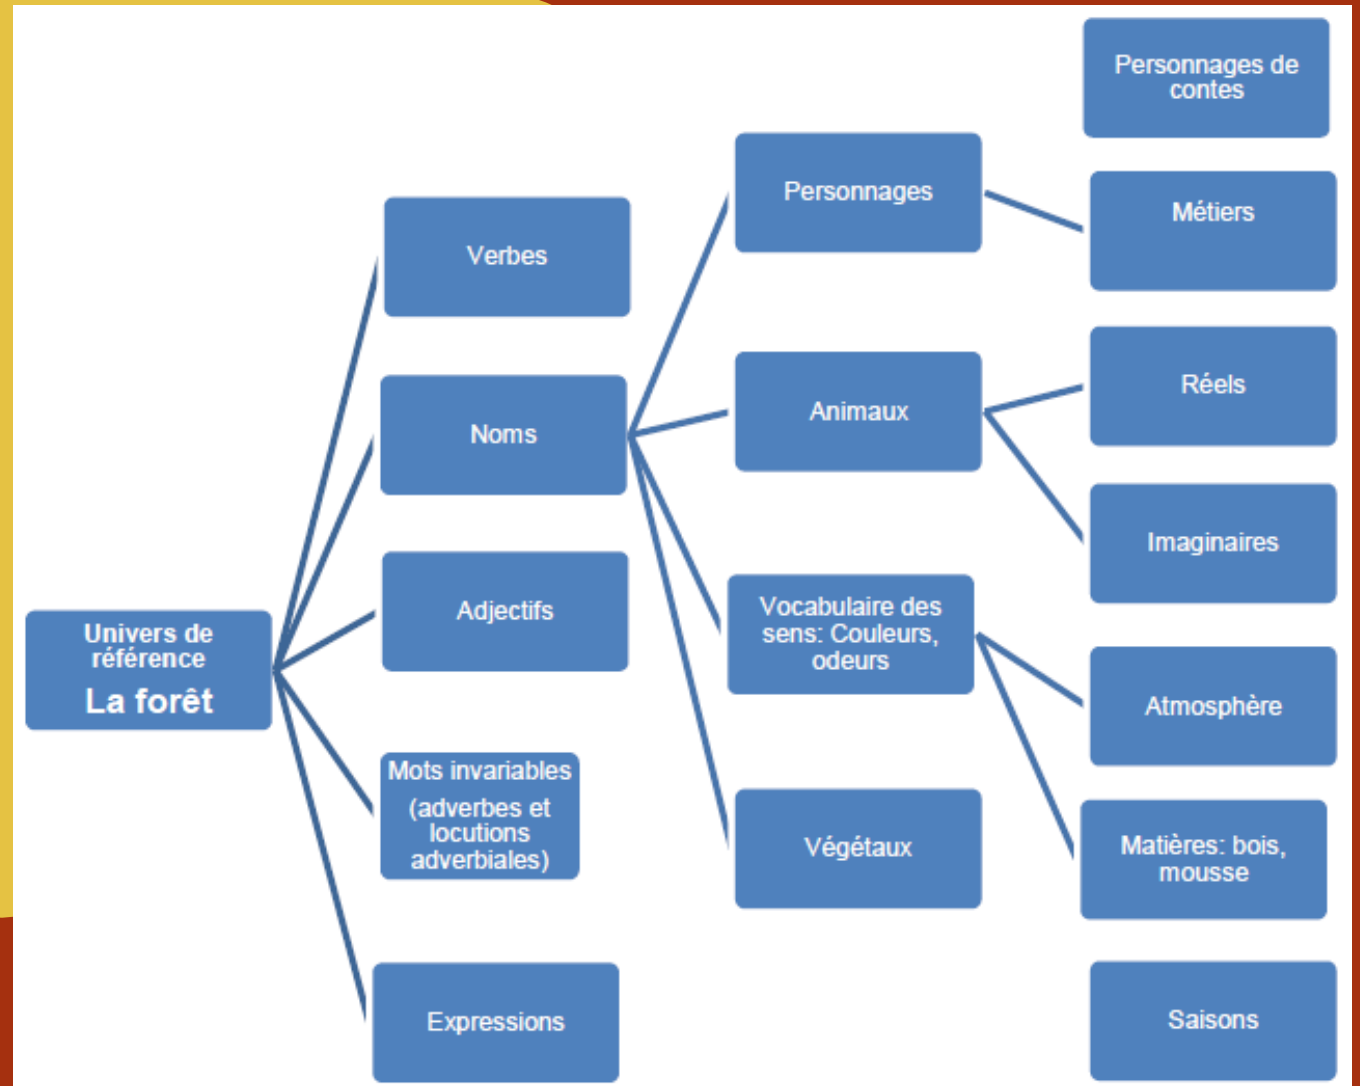 Univers de
référence
La forêt
Verbes
Noms
Adjectifs
Mots invariables
(adverbes et
locutions
adverbiales)
Expressions
Personnages
Animaux
Vocabulaire des
sens: Couleurs,
odeurs
Végétaux
Personnages de
contes
Métiers
Réels
Imaginaires
Atmosphère
Matières: bois,
mousse
Saisons